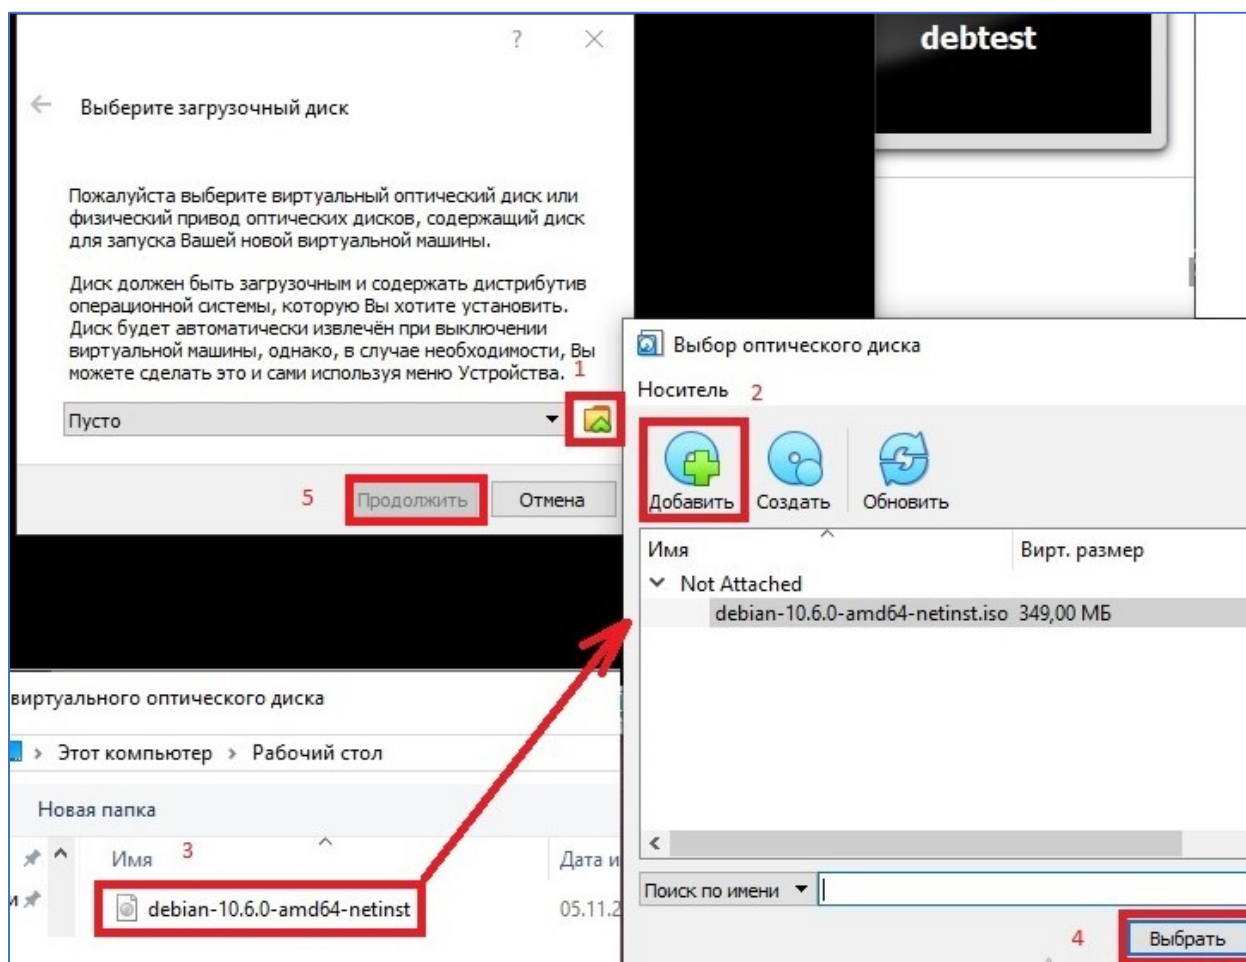 debtest
?
Выберите загрузочный диск
Пожалуйста выберите виртуальный оптический диск или
физический привод оптических дисков, содержащий диск
для запуска Вашей новой виртуальной машины.
Диск должен быть загрузочным и содержать дистрибутив
операционной системы, которую Вы хотите установить.
Диск будет автоматически извлечён при выключении
виртуальной машины, однако, в случае необходимости, Вы
можете сделать это и сами используя меню Устройства. 1
Пусто
5 Продолжить Отмена
Выбор оптического диска
Носитель 2
Добавить Создать Обновить
Имя Вирт. размер
Not Attached
debian-10.6.0-amd64-netinst.iso 349,00 МБ
Поиск по имени
4 Выбрать
виртуального оптического диска
Этот компьютер > Рабочий стол
Новая папка
Имя 3 Дата и
debian-10.6.0-amd64-netinst 05.11.2